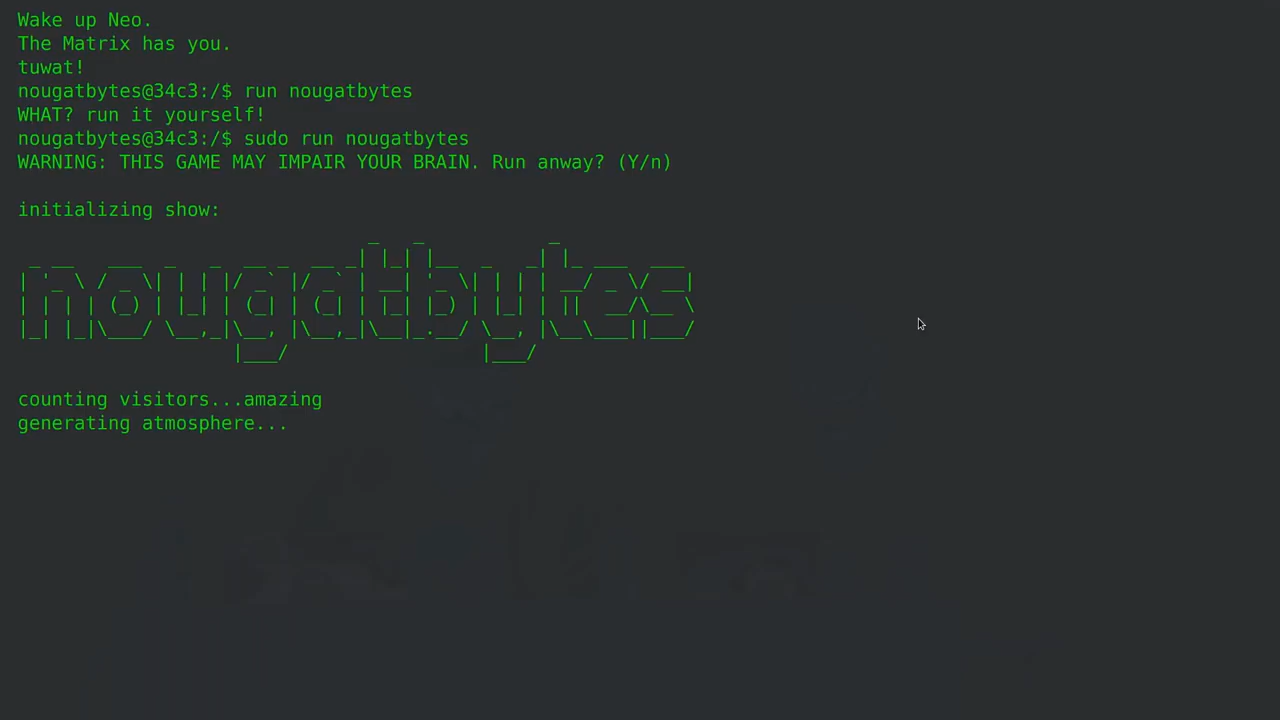 Wake up Neo.
The Matrix has you.
tuwat!
nougatbytes@34c3:/$ run nougatbytes
WHAT? run it yourself!
nougatbytes@34c3:/$ sudo run nougatbytes
WARNING: THIS GAME MAY IMPAIR YOUR BRAIN. Run anway? (Y/n)
initializing show:
nougatbytes
counting visitors...amazing
generating atmosphere...